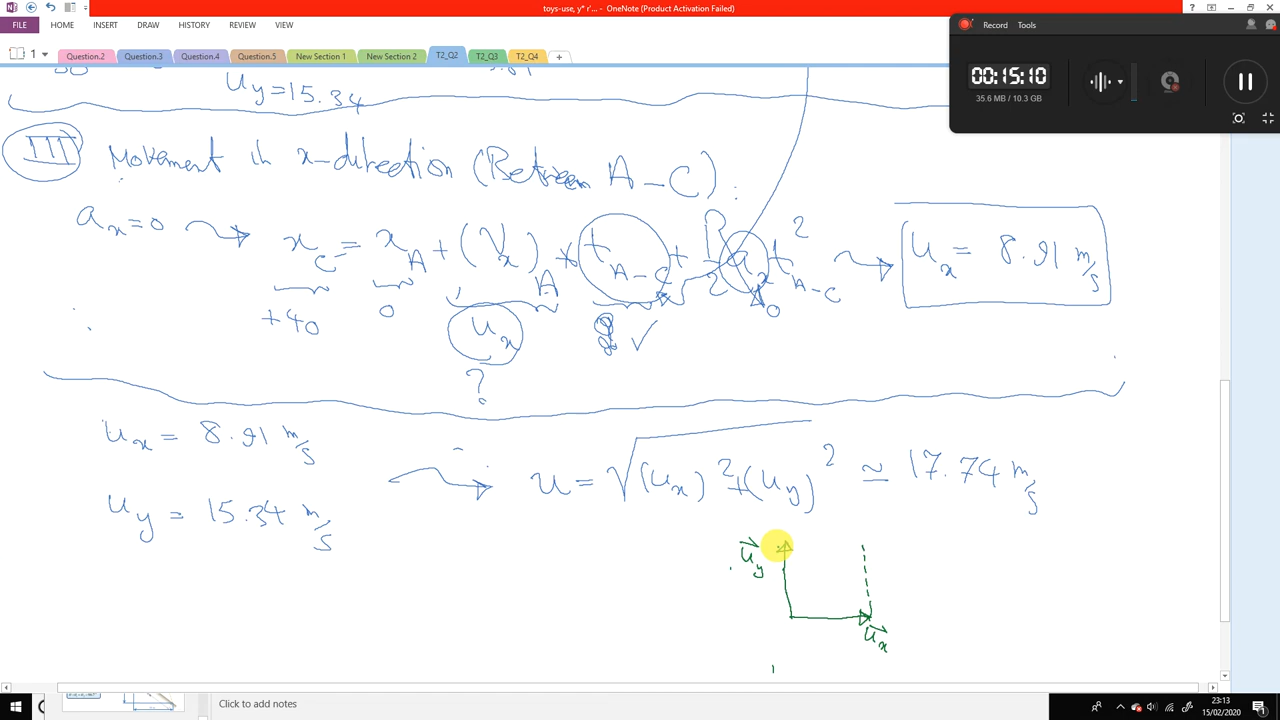 toys-use, y* r'... - OneNote (Product Activation Failed)
FILE HOME INSERT DRAW HISTORY REVIEW VIEW
Record Tools
1 Question.2 Question.3 Question.4 Question.5 New Section 1 New Section 2 T2_Q2 T2_Q3 T2_Q4 +
00:15:10
35.6 MB / 10.3 GB
Uy=15.34
III Movement in x-direction (Between A-C):
ax=0 xC = xA + (Vx)A * tA-C + 1/2 ax tA-C² Ux = 8.91 m/s
+40 0 Ux 0
?
Ux = 8.91 m/s
U = √(Ux)²+(Uy)² ≃ 17.74 m/s
Uy = 15.34 m/s
Uy
Ux
Click to add notes
23:13
15/02/2020
1